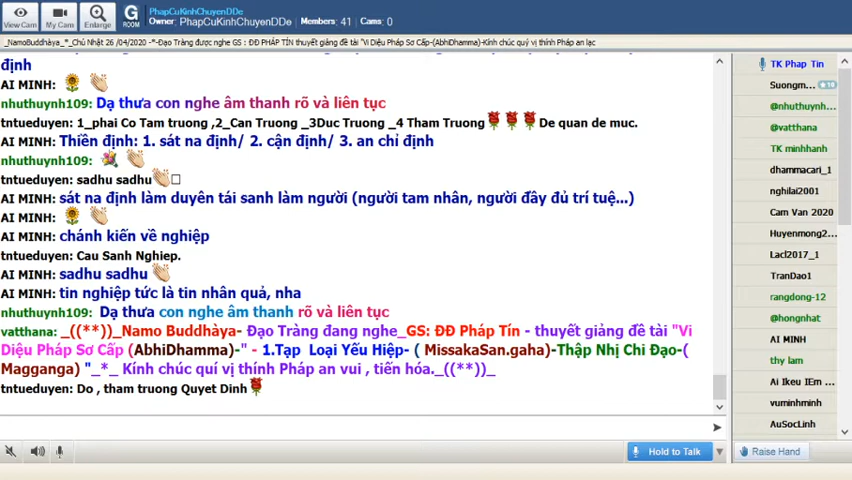 View Cam
My Cam
Enlarge
G
ROOM
PhapCuKinhChuyenDDe
Owner: PhapCuKinhChuyenDDe Members: 41 Cams: 0
_NamoBuddhàya_*_Chủ Nhật 26 /04/2020 -*-Đạo Tràng được nghe GS : ĐĐ PHÁP TÍN thuyết giảng đề tài "Vi Diệu Pháp Sơ Cấp-(AbhiDhamma)-Kính chúc quý vị thính Pháp an lạc
định
AI MINH:
nhuthuynh109: Dạ thưa con nghe âm thanh rõ và liên tục
tntueduyen: 1_phai Co Tam truong ,2_Can Truong _3Duc Truong _4 Tham Truong De quan de muc.
AI MINH: Thiền định: 1. sát na định/ 2. cận định/ 3. an chỉ định
nhuthuynh109:
tntueduyen: sadhu sadhu
AI MINH: sát na định làm duyên tái sanh làm người (người tam nhân, người đầy đủ trí tuệ...)
AI MINH:
AI MINH: chánh kiến về nghiệp
tntueduyen: Cau Sanh Nghiep.
AI MINH: sadhu sadhu
AI MINH: tin nghiệp tức là tin nhân quả, nha
nhuthuynh109: Dạ thưa con nghe âm thanh rõ và liên tục
vatthana: _((**))_Namo Buddhàya- Đạo Tràng đang nghe_GS: ĐĐ Pháp Tín - thuyết giảng đề tài "Vi
Diệu Pháp Sơ Cấp (AbhiDhamma)-" - 1.Tạp Loại Yếu Hiệp- ( MissakaSan.gaha)-Thập Nhị Chi Đạo-(
Magganga) "_*_ Kính chúc quí vị thính Pháp an vui , tiến hóa._((**))_
tntueduyen: Do , tham truong Quyet Dinh
Hold to Talk
TK Phap Tin
Suongm...
@nhuthuynh...
@vatthana
TK minhhanh
dhammacari_1
nghilai2001
Cam Van 2020
Huyenmong2...
Lacl2017_1
TranDao1
rangdong-12
@hongnhat
AI MINH
thy lam
Ai Ikeu IEm ...
vuminhminh
AuSocLinh
Raise Hand